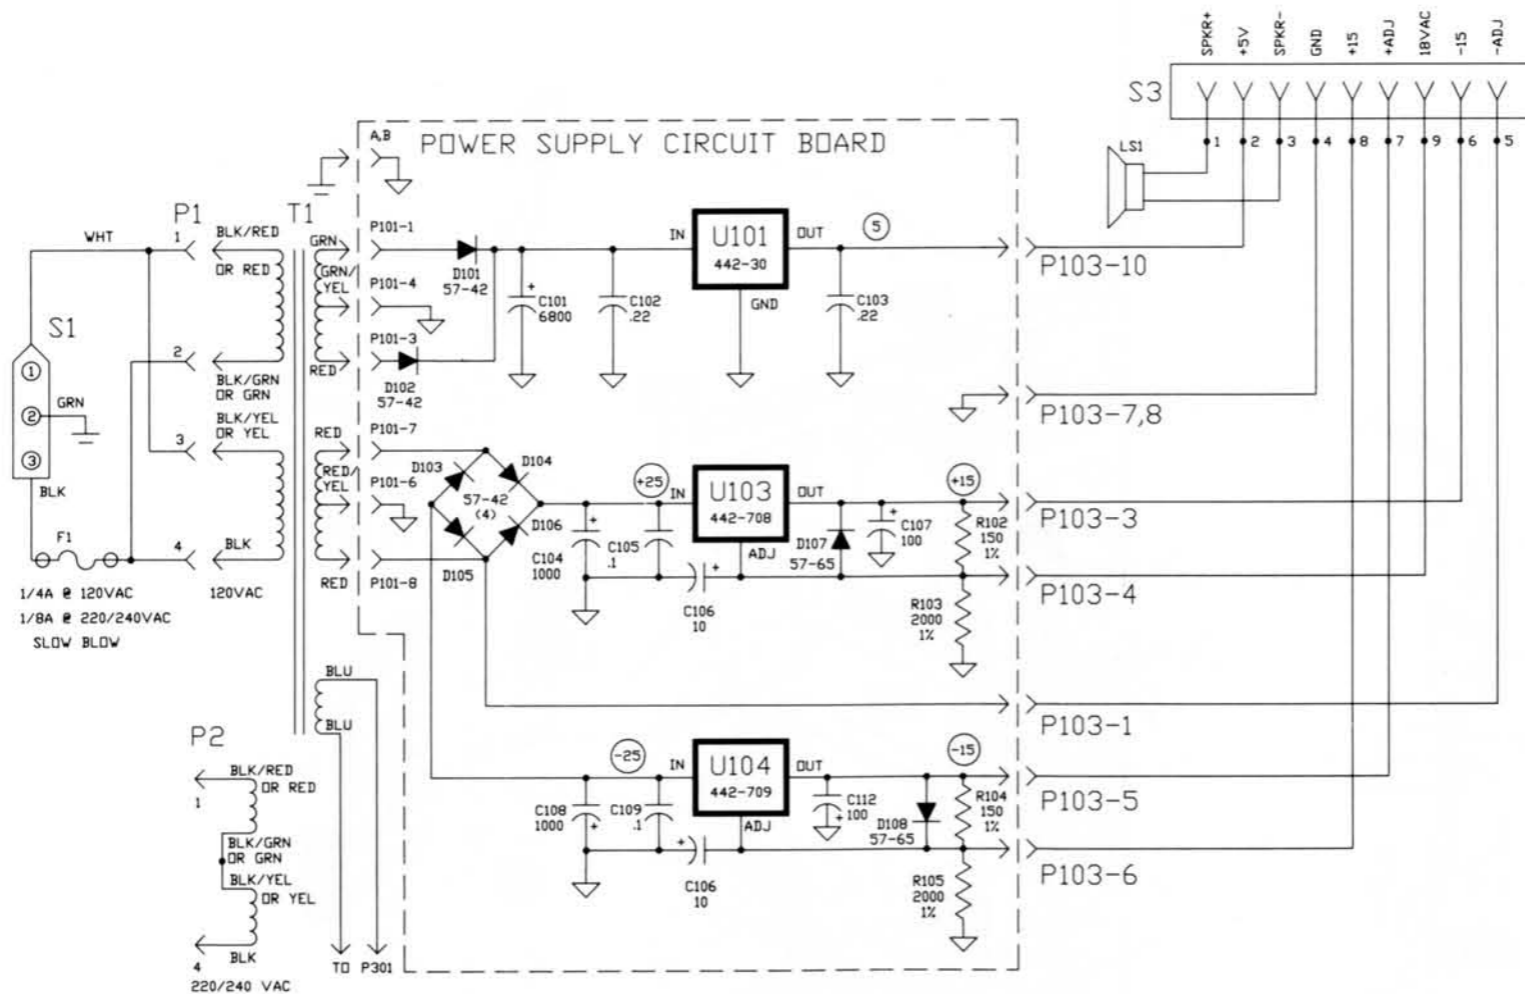 SPKR+
+5V
SPKR-
GND
+15
+ADJ
18VAC
-15
-ADJ
S3
1 2 3 4 8 7 9 6 5
LS1
A,B
POWER SUPPLY CIRCUIT BOARD
P1
T1
WHT
1
BLK/RED
OR RED
GRN
P101-1
D101
57-42
GRN/
YEL
P101-4
P101-3
RED
D102
57-42
C101
6800
C102
.22
IN
U101
442-30
OUT
GND
5
C103
.22
P103-10
S1
1
2
3
GRN
BLK
2
BLK/GRN
OR GRN
BLK/YEL
OR YEL
3
4
BLK
F1
1/4A @ 120VAC
1/8A @ 220/240VAC
SLOW BLOW
120VAC
P103-7,8
RED
P101-7
RED/
YEL
P101-6
RED
P101-8
D103
D104
57-42
(4)
D106
D105
+25
C104
1000
C105
.1
IN
U103
442-708
OUT
ADJ
C106
10
D107
57-65
C107
100
+15
R102
150
1%
R103
2000
1%
P103-3
P103-4
BLU
BLU
P103-1
P2
BLK/RED
OR RED
1
BLK/GRN
OR GRN
BLK/YEL
OR YEL
BLK
4
220/240 VAC
TO P301
-25
C108
1000
C109
.1
IN
U104
442-709
OUT
ADJ
C106
10
C112
100
D108
57-65
-15
R104
150
1%
R105
2000
1%
P103-5
P103-6